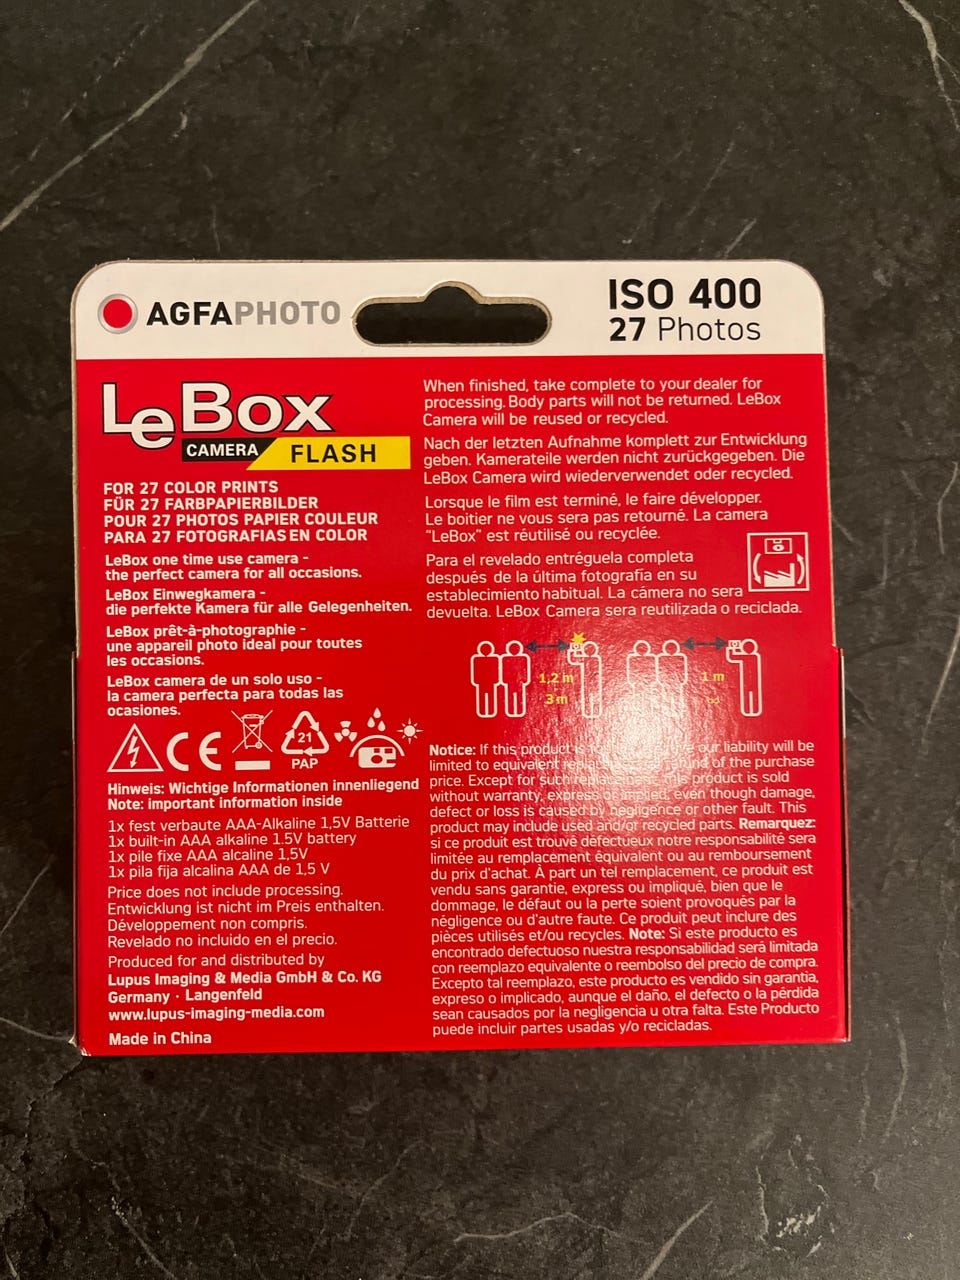 AGFAPHOTO
ISO 400
27 Photos
LeBox
CAMERA FLASH
FOR 27 COLOR PRINTS
FÜR 27 FARBPAPIERBILDER
POUR 27 PHOTOS PAPIER COULEUR
PARA 27 FOTOGRAFIAS EN COLOR
LeBox one time use camera -
the perfect camera for all occasions.
LeBox Einwegkamera -
die perfekte Kamera für alle Gelegenheiten.
LeBox prêt-à-photographie -
une appareil photo ideal pour toutes
les occasions.
LeBox camera de un solo uso -
la camera perfecta para todas las
ocasiones.
CE
21
PAP
Hinweis: Wichtige Informationen innenliegend
Note: important information inside
1x fest verbaute AAA-Alkaline 1,5V Batterie
1x built-in AAA alkaline 1.5V battery
1x pile fixe AAA alcaline 1,5V
1x pila fija alcalina AAA de 1,5 V
Price does not include processing.
Entwicklung ist nicht im Preis enthalten.
Développement non compris.
Revelado no incluido en el precio.
Produced for and distributed by
Lupus Imaging & Media GmbH & Co. KG
Germany · Langenfeld
www.lupus-imaging-media.com
Made in China
When finished, take complete to your dealer for
processing. Body parts will not be returned. LeBox
Camera will be reused or recycled.
Nach der letzten Aufnahme komplett zur Entwicklung
geben. Kamerateile werden nicht zurückgegeben. Die
LeBox Camera wird wiederverwendet oder recycled.
Lorsque le film est terminé, le faire développer.
Le boitier ne vous sera pas retourné. La camera
"LeBox" est réutilisé ou recyclée.
Para el revelado entréguela completa
después de la última fotografía en su
establecimiento habitual. La cámera no sera
devuelta. LeBox Camera sera reutilizada o reciclada.
1,2 m
3 m
1 m
∞
Notice: If this product is our liability will be
limited to equivalent of the purchase
price. Except for such this product is sold
without warranty, express or implied, even though damage,
defect or loss is caused by negligence or other fault. This
product may include used and/or recycled parts. Remarquez:
si ce produit est trouvé défectueux notre responsabilité sera
limitée au remplacement équivalent ou au remboursement
du prix d'achat. À part un tel remplacement, ce produit est
vendu sans garantie, express ou impliqué, bien que le
dommage, le défaut ou la perte soient provoqués par la
négligence ou d'autre faute. Ce produit peut inclure des
pièces utilisés et/ou recycles. Note: Si este producto es
encontrado defectuoso nuestra responsabilidad será limitada
con reemplazo equivalente o reembolso del precio de compra.
Excepto tal reemplazo, este producto es vendido sin garantía,
expreso o implicado, aunque el daño, el defecto o la pérdida
sean causados por la negligencia u otra falta. Este Producto
puede incluir partes usadas y/o recicladas.